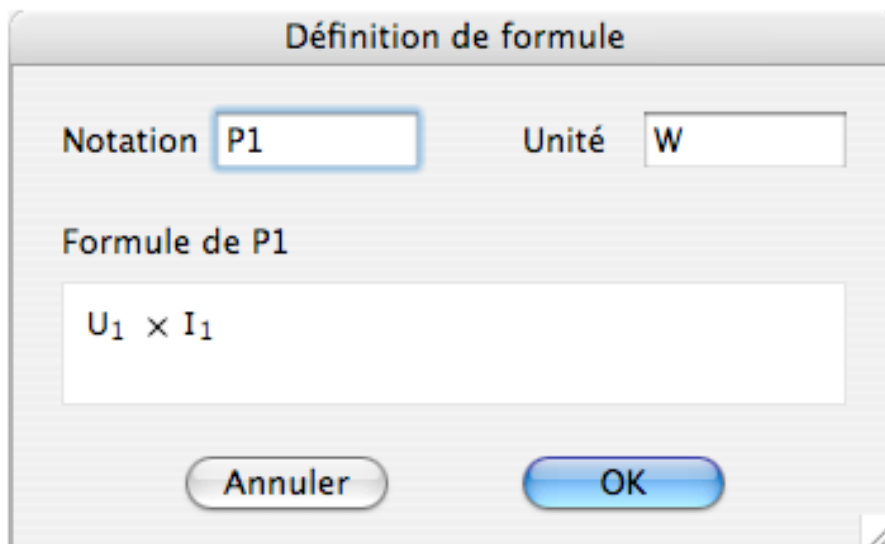 Définition de formule
Notation P1 Unité W
Formule de P1
U₁ × I₁
Annuler OK